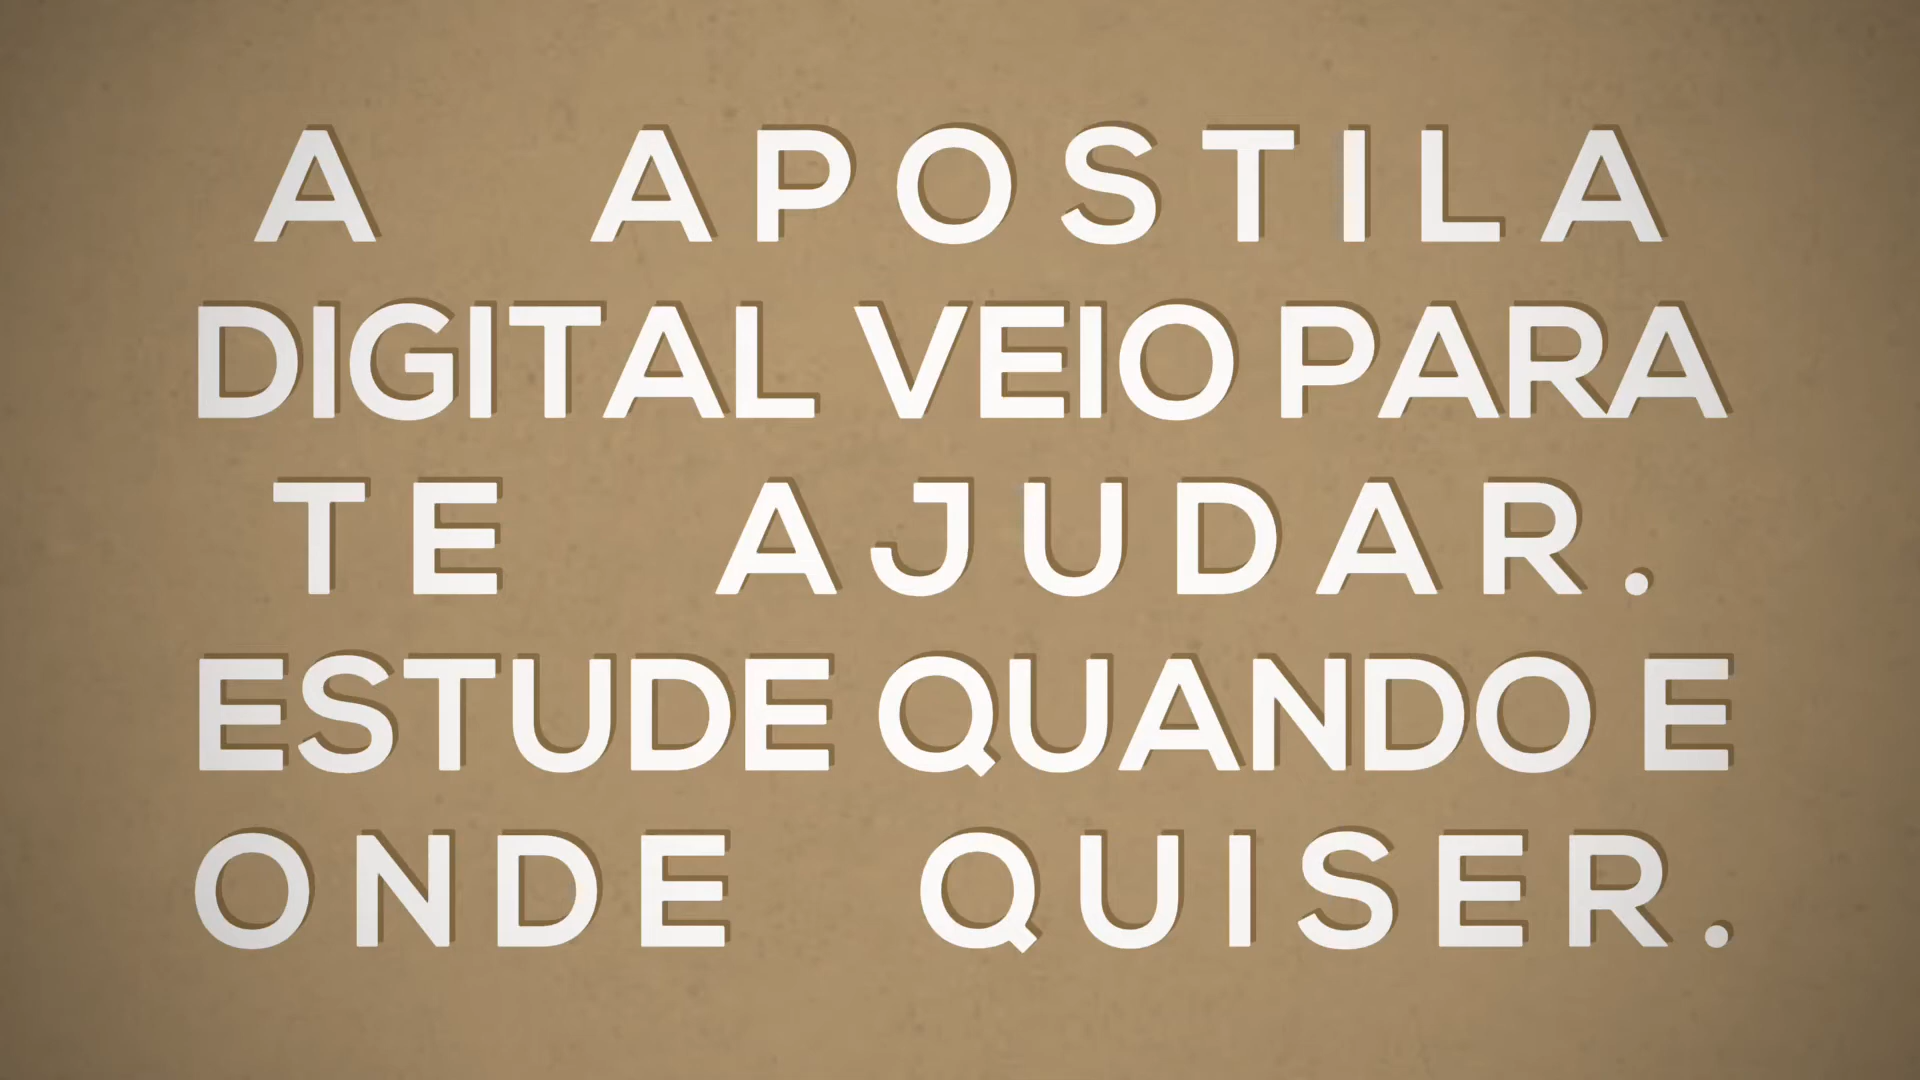 A APOSTILA
DIGITAL VEIO PARA
TE AJUDAR.
ESTUDE QUANDO E
ONDE QUISER.